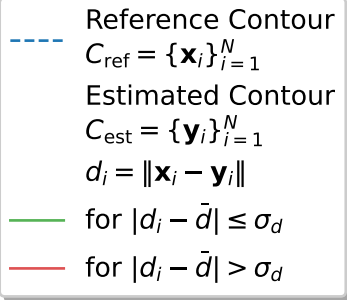 Reference Contour
C_ref = {𝐱_i}_{i=1}^N
Estimated Contour
C_est = {𝐲_i}_{i=1}^N
d_i = ‖𝐱_i − 𝐲_i‖
for |d_i − d̄| ≤ σ_d
for |d_i − d̄| > σ_d